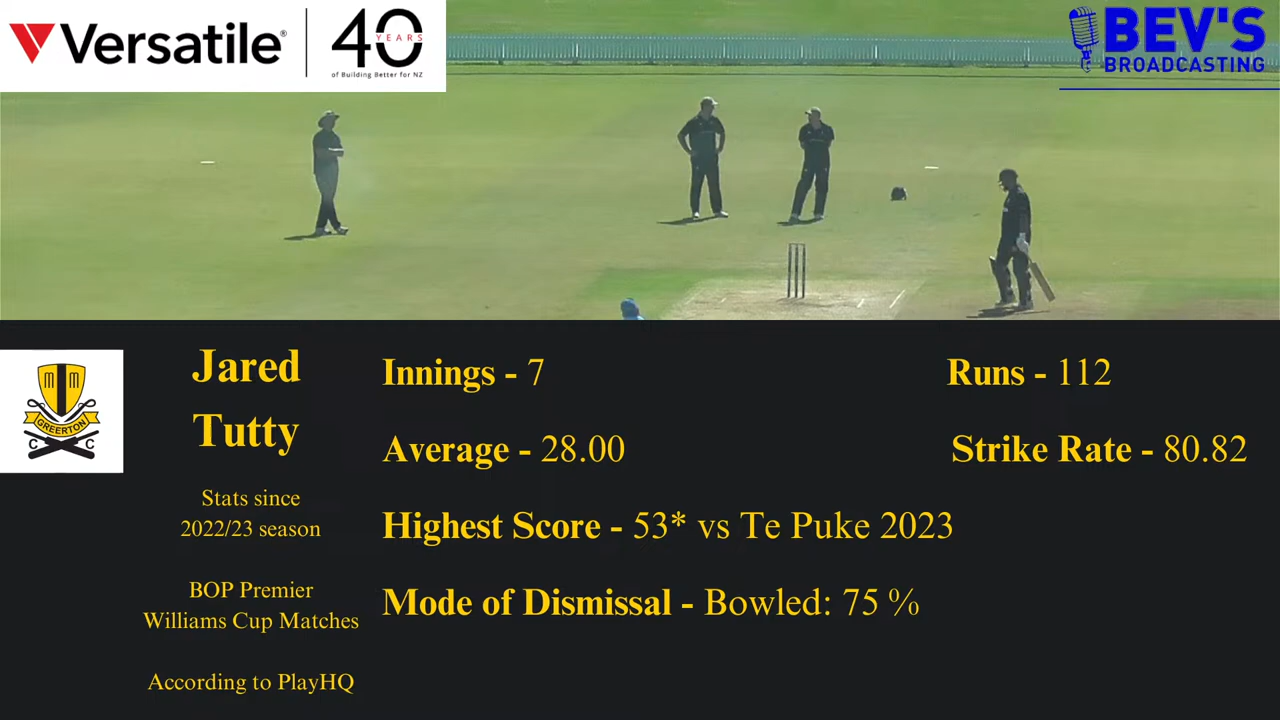 Versatile®
40
YEARS
of Building Better for NZ
BEV'S
BROADCASTING
M M
GREERTON
C C
Jared
Tutty
Stats since
2022/23 season
BOP Premier
Williams Cup Matches
According to PlayHQ
Innings - 7
Runs - 112
Average - 28.00
Strike Rate - 80.82
Highest Score - 53* vs Te Puke 2023
Mode of Dismissal - Bowled: 75 %